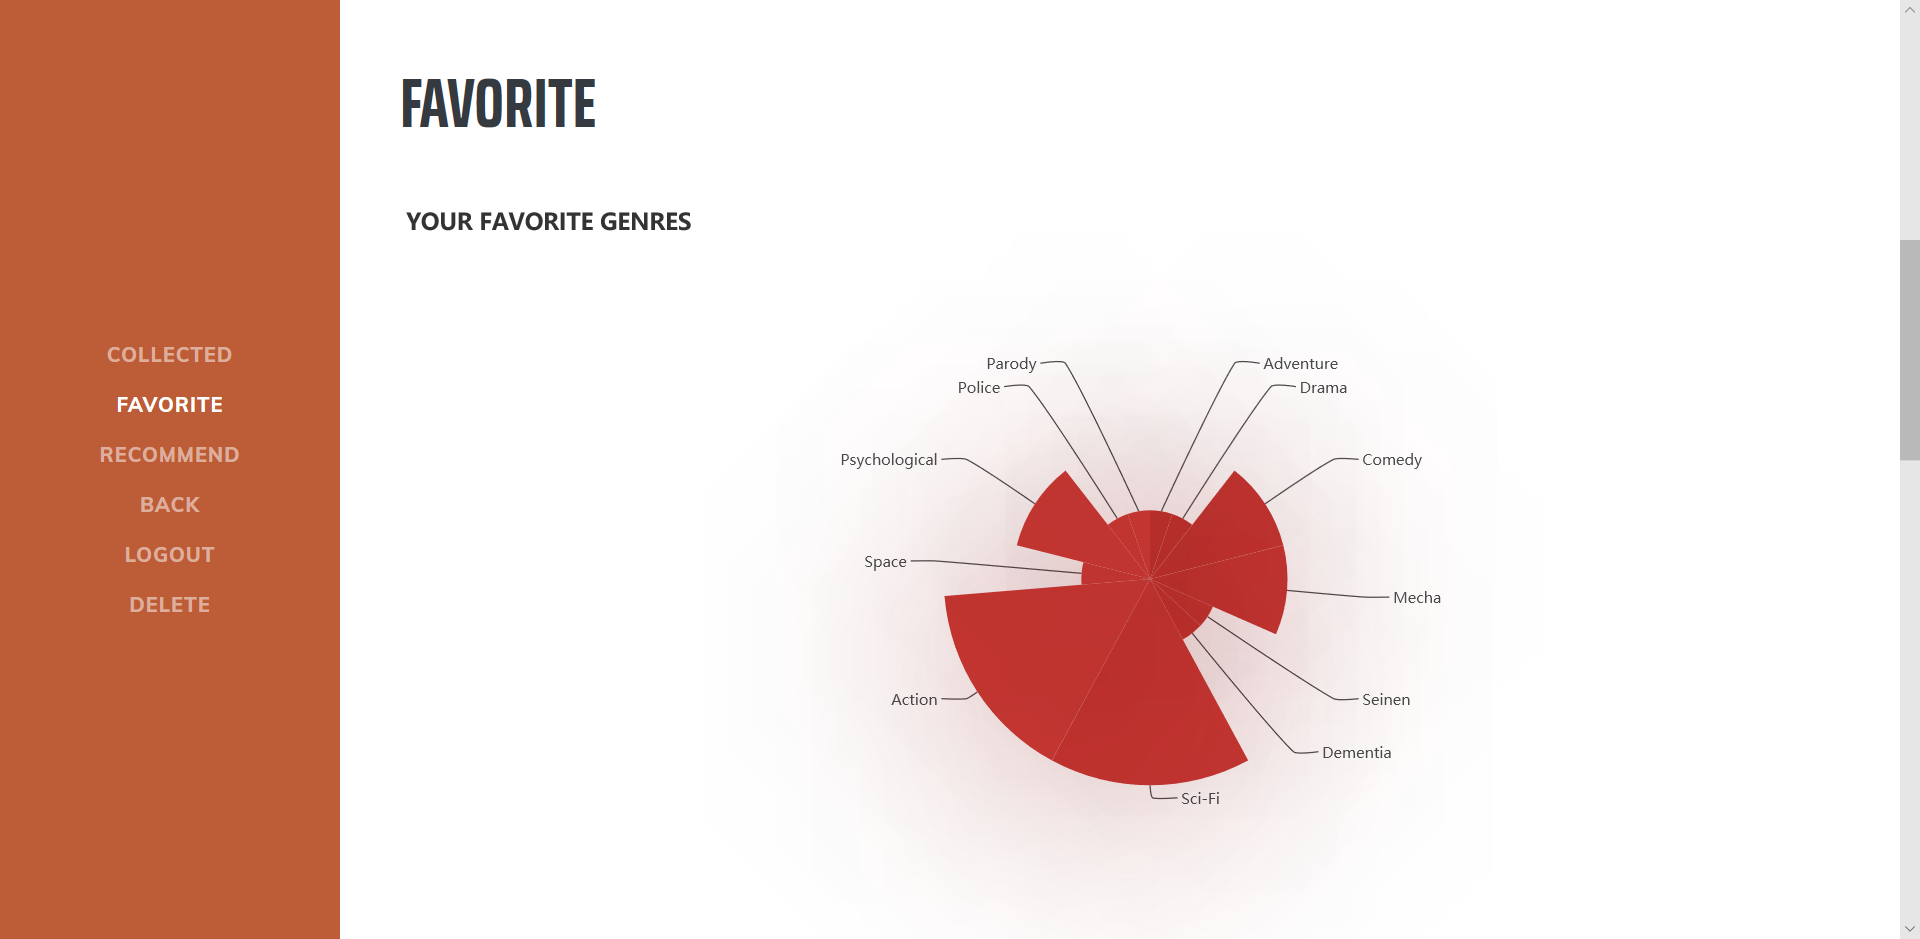 COLLECTED
FAVORITE
RECOMMEND
BACK
LOGOUT
DELETE
FAVORITE
YOUR FAVORITE GENRES
Parody
Adventure
Police
Drama
Psychological
Comedy
Space
Mecha
Action
Seinen
Dementia
Sci-Fi